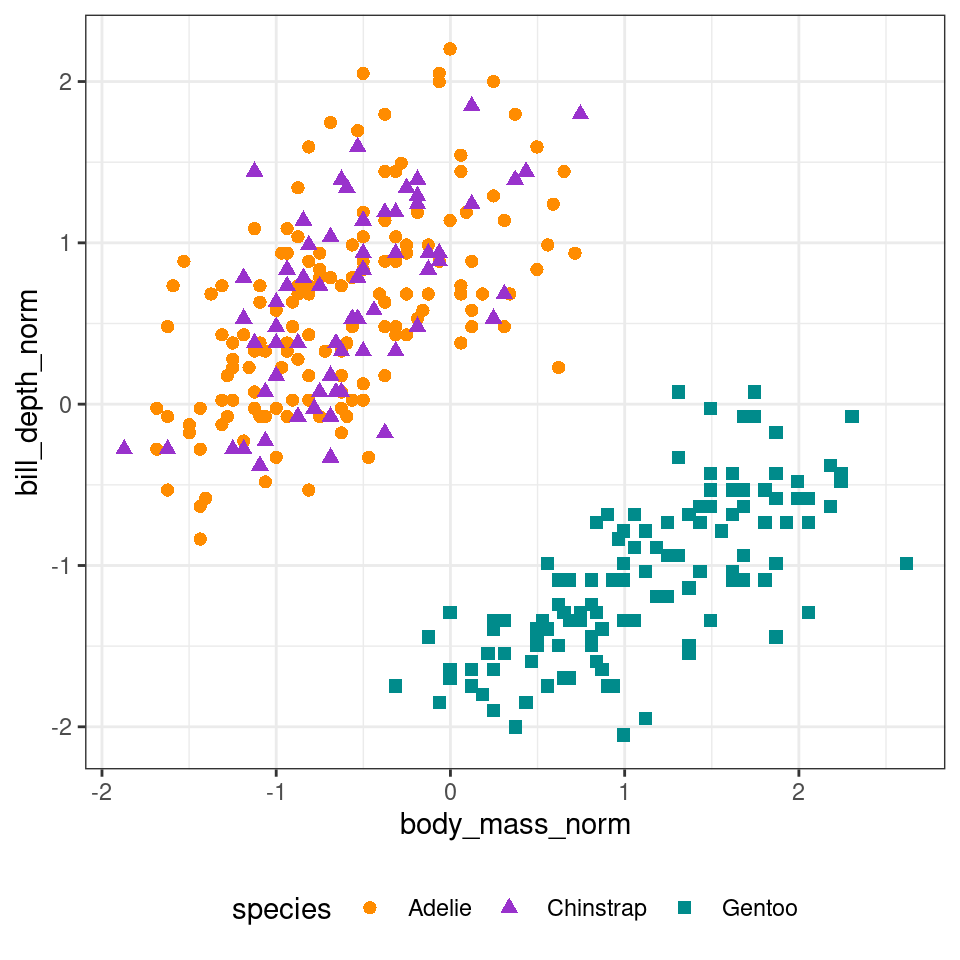 bill_depth_norm
2
1
0
-1
-2
-2 -1 0 1 2
body_mass_norm
species Adelie Chinstrap Gentoo